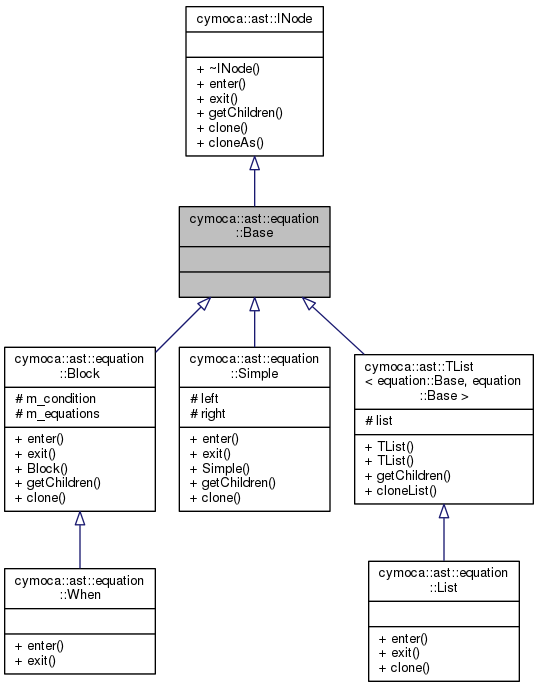 cymoca::ast::INode
+ ~INode()
+ enter()
+ exit()
+ getChildren()
+ clone()
+ cloneAs()
cymoca::ast::equation
::Base
cymoca::ast::equation
::Block
# m_condition
# m_equations
+ enter()
+ exit()
+ Block()
+ getChildren()
+ clone()
cymoca::ast::equation
::Simple
# left
# right
+ enter()
+ exit()
+ Simple()
+ getChildren()
+ clone()
cymoca::ast::TList
< equation::Base, equation
::Base >
# list
+ TList()
+ TList()
+ getChildren()
+ cloneList()
cymoca::ast::equation
::When
+ enter()
+ exit()
cymoca::ast::equation
::List
+ enter()
+ exit()
+ clone()